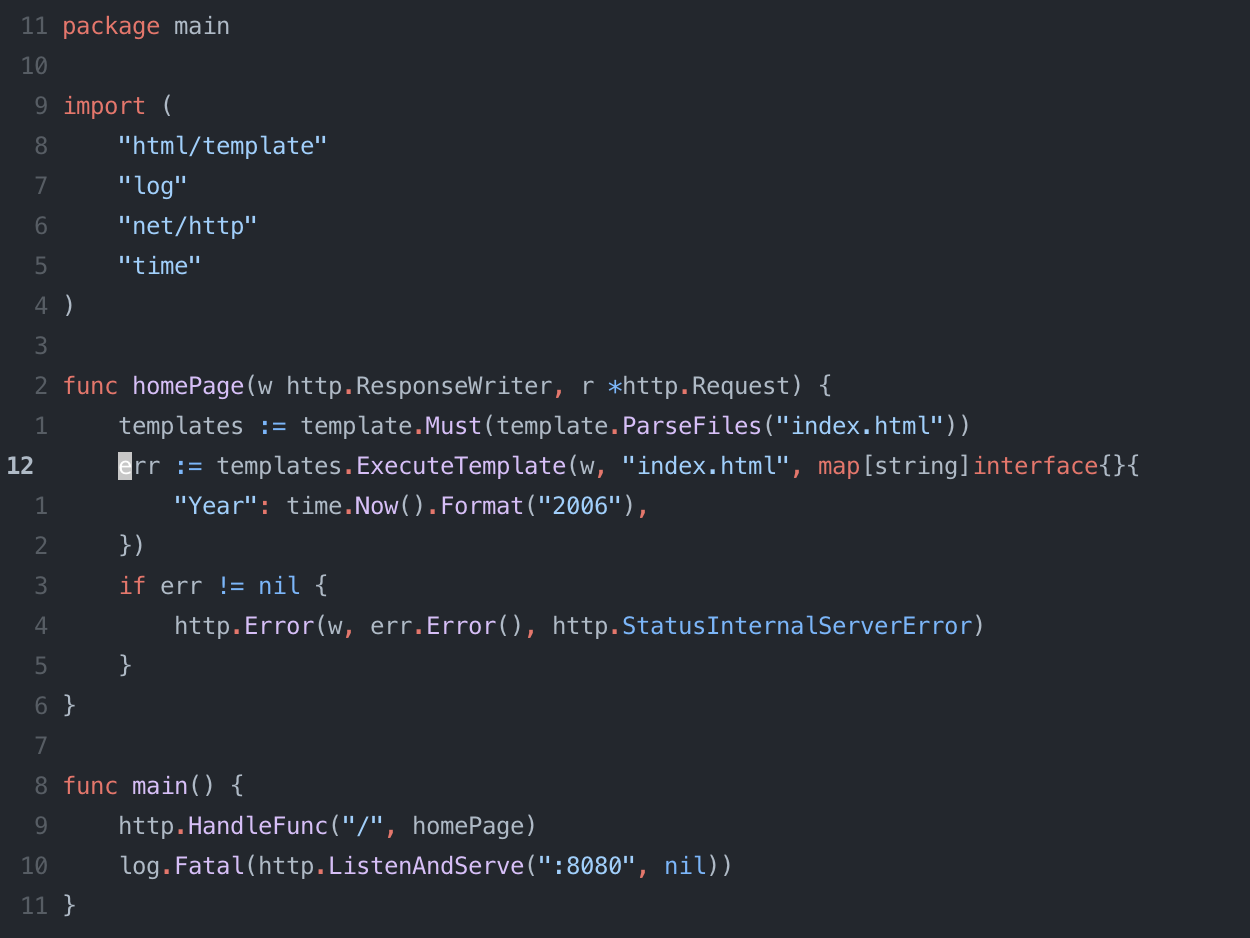 11 package main
10
9 import (
8     "html/template"
7     "log"
6     "net/http"
5     "time"
4 )
3
2 func homePage(w http.ResponseWriter, r *http.Request) {
1     templates := template.Must(template.ParseFiles("index.html"))
12     err := templates.ExecuteTemplate(w, "index.html", map[string]interface{}{
1         "Year": time.Now().Format("2006"),
2     })
3     if err != nil {
4         http.Error(w, err.Error(), http.StatusInternalServerError)
5     }
6 }
7
8 func main() {
9     http.HandleFunc("/", homePage)
10     log.Fatal(http.ListenAndServe(":8080", nil))
11 }